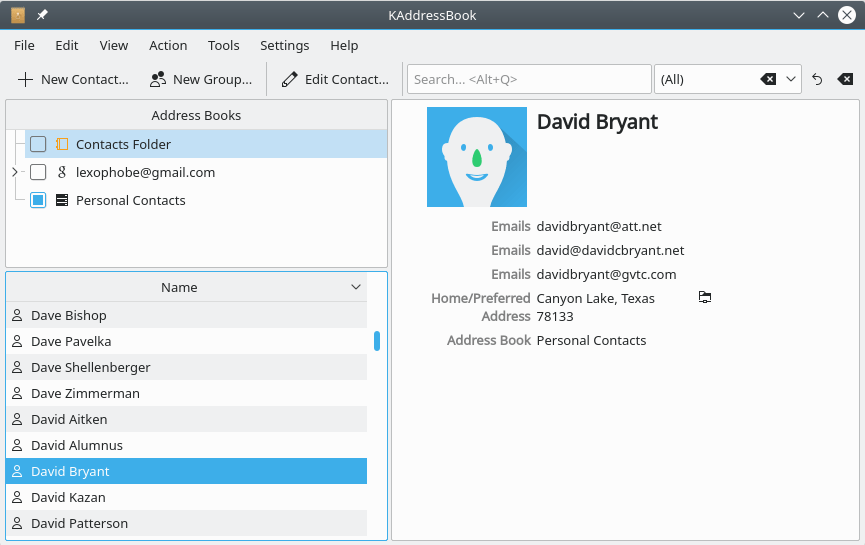 KAddressBook
File Edit View Action Tools Settings Help
New Contact... New Group... Edit Contact... Search... <Alt+Q> (All)
Address Books
Contacts Folder
lexophobe@gmail.com
Personal Contacts
Name
Dave Bishop
Dave Pavelka
Dave Shellenberger
Dave Zimmerman
David Aitken
David Alumnus
David Bryant
David Kazan
David Patterson
David Bryant
Emails davidbryant@att.net
Emails david@davidcbryant.net
Emails davidbryant@gvtc.com
Home/Preferred Canyon Lake, Texas
Address 78133
Address Book Personal Contacts